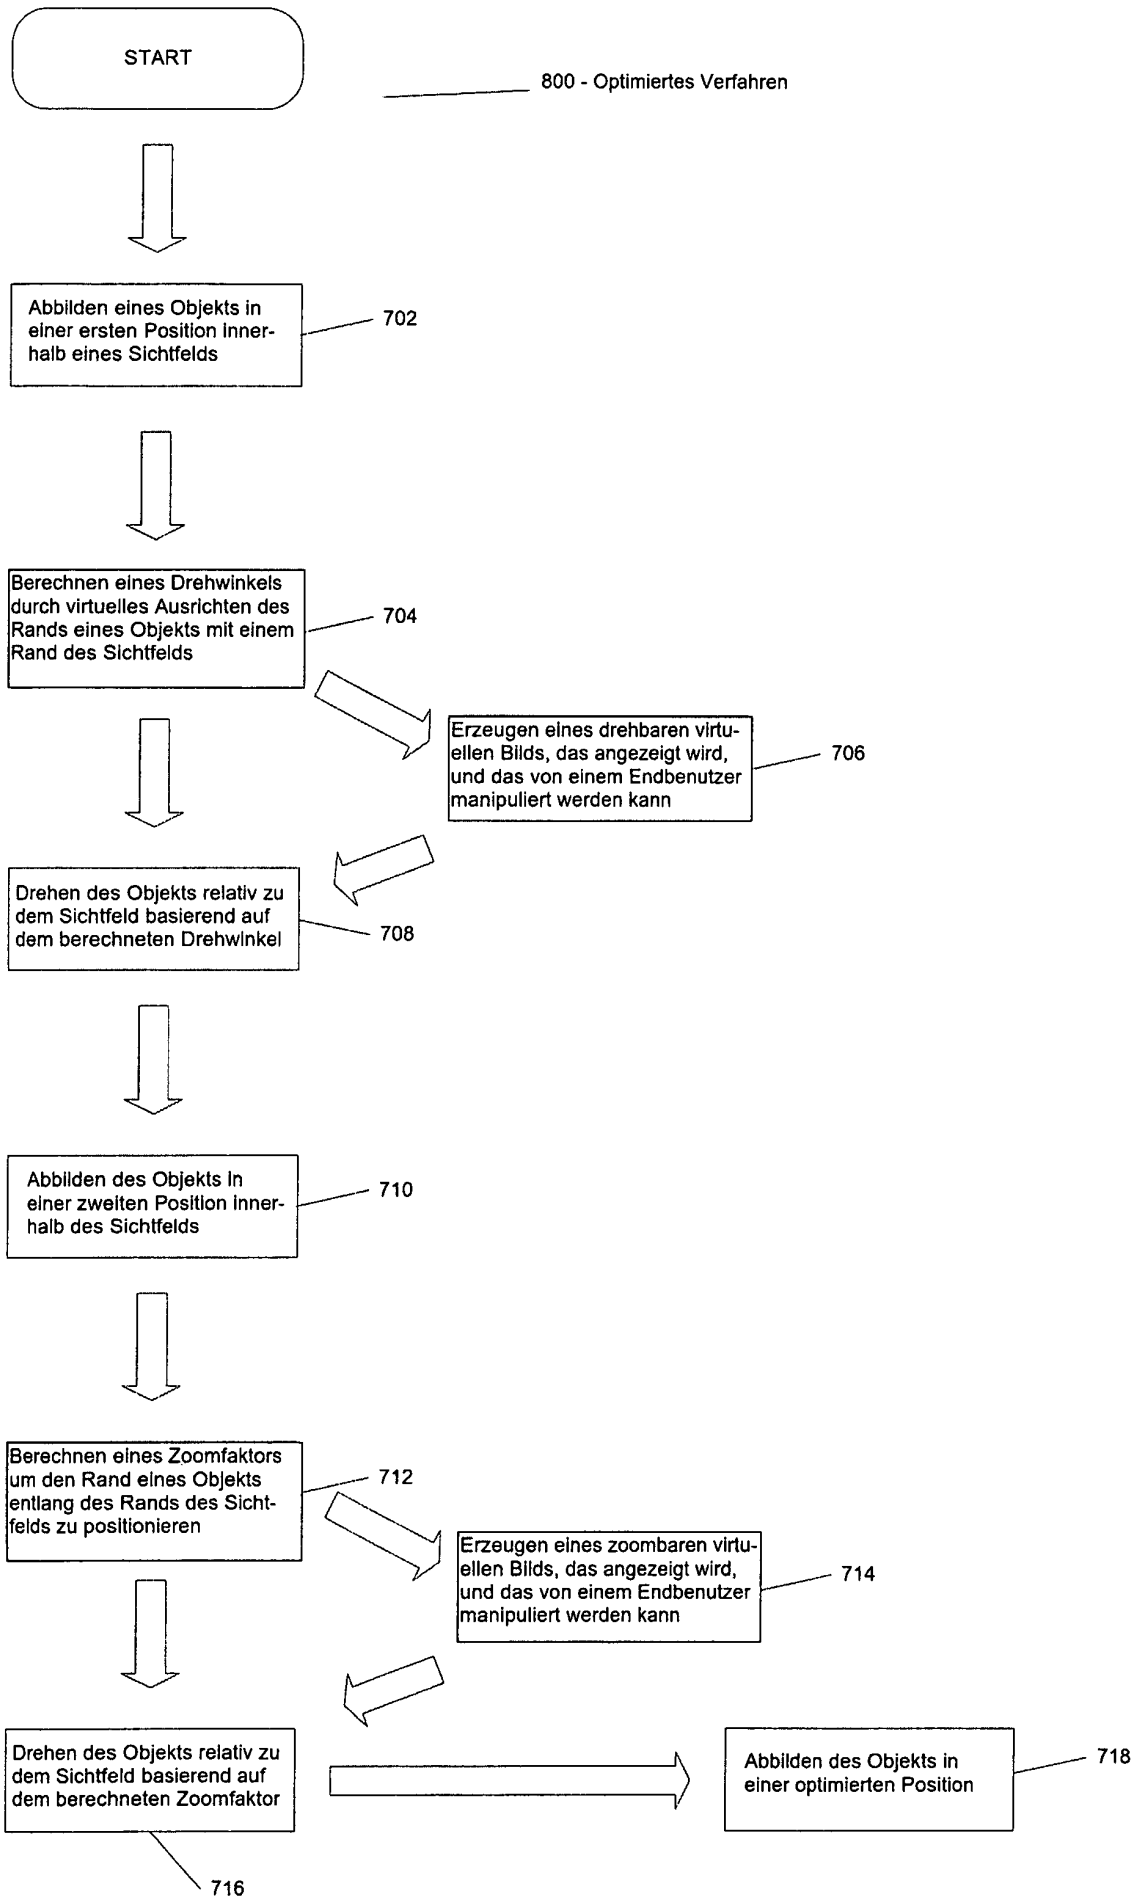 START
800 - Optimiertes Verfahren
Abbilden eines Objekts in
einer ersten Position inner-
halb eines Sichtfelds
702
Berechnen eines Drehwinkels
durch virtuelles Ausrichten des
Rands eines Objekts mit einem
Rand des Sichtfelds
704
Erzeugen eines drehbaren virtu-
ellen Bilds, das angezeigt wird,
und das von einem Endbenutzer
manipuliert werden kann
706
Drehen des Objekts relativ zu
dem Sichtfeld basierend auf
dem berechneten Drehwinkel
708
Abbilden des Objekts in
einer zweiten Position inner-
halb des Sichtfelds
710
Berechnen eines Zoomfaktors
um den Rand eines Objekts
entlang des Rands des Sicht-
felds zu positionieren
712
Erzeugen eines zoombaren virtu-
ellen Bilds, das angezeigt wird,
und das von einem Endbenutzer
manipuliert werden kann
714
Drehen des Objekts relativ zu
dem Sichtfeld basierend auf
dem berechneten Zoomfaktor
716
Abbilden des Objekts in
einer optimierten Position
718